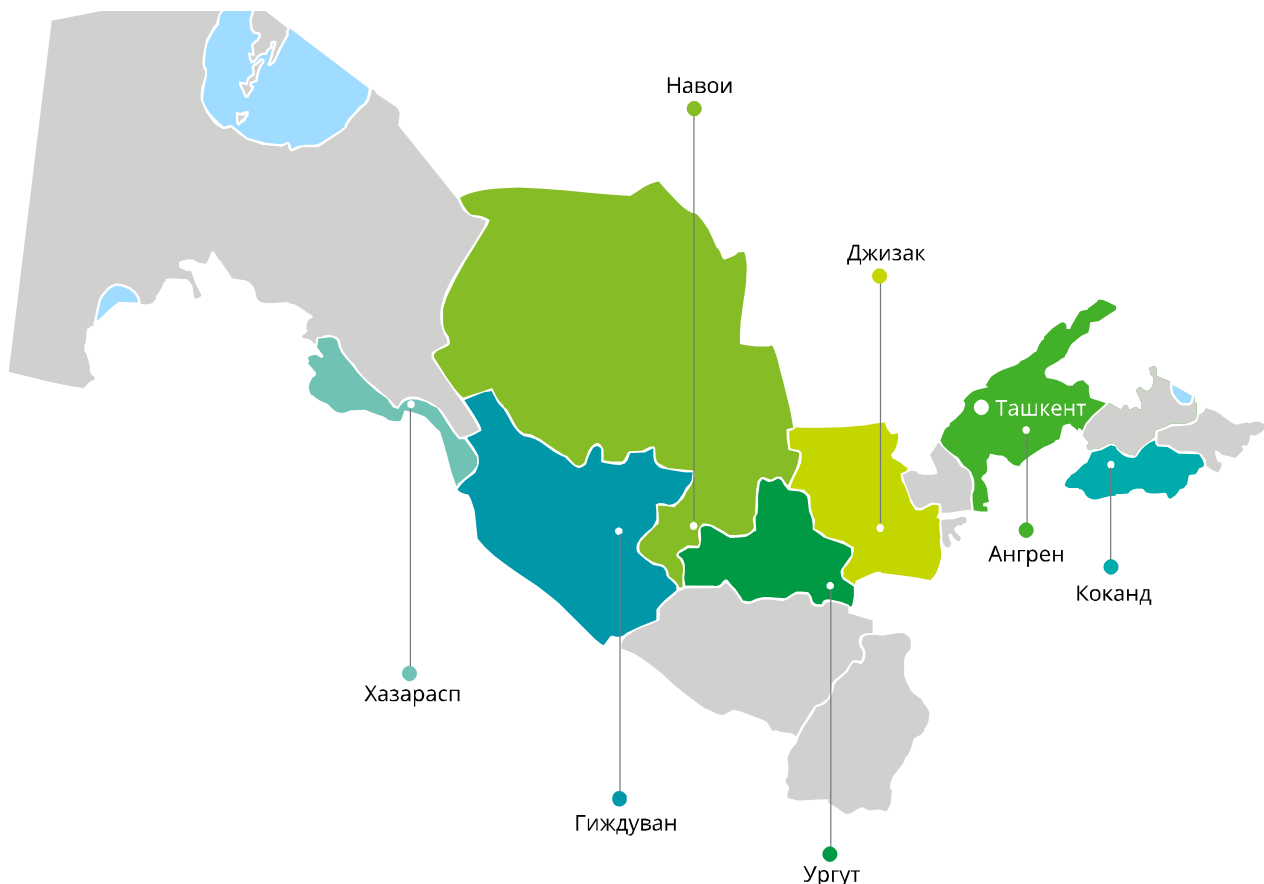 Навои
Джизак
Ташкент
Ангрен
Коканд
Хазарасп
Гиждуван
Ургут